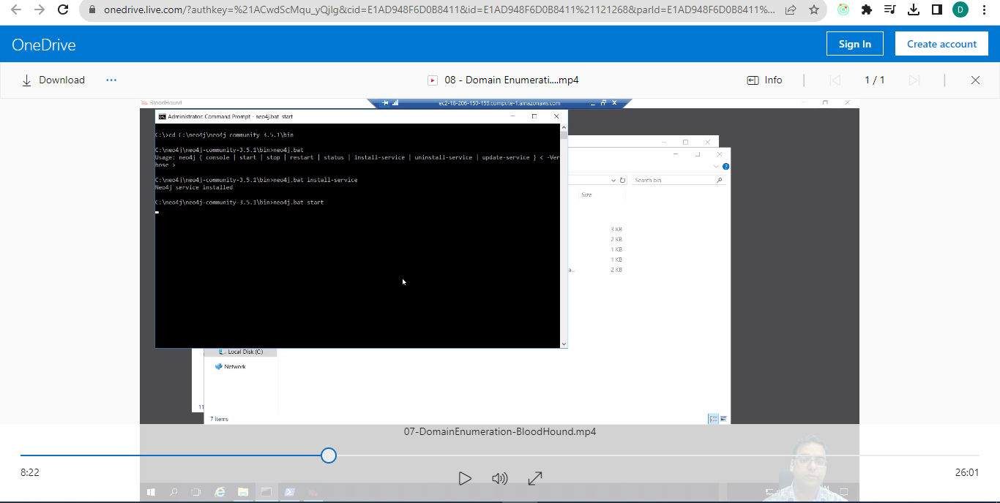 onedrive.live.com/?authkey=%21ACwdScMqu_yQjlg&cid=E1AD948F6D0B8411&id=E1AD948F6D0B8411%21121268&parId=E1AD948F6D0B8411%...
D
OneDrive
Sign In
Create account
Download
08 - Domain Enumerati....mp4
Info
1 / 1
BloodHound
ec2-18-206-150-155.compute-1.amazonaws.com
Administrator: Command Prompt - neo4j.bat start
C:\>cd C:\neo4j\neo4j community 3.5.1\bin
C:\neo4j\neo4j-community-3.5.1\bin>neo4j.bat
Usage: neo4j { console | start | stop | restart | status | install-service | uninstall-service | update-service } < -Ver
bose >
C:\neo4j\neo4j-community-3.5.1\bin>neo4j.bat install-service
Neo4j service installed
C:\neo4j\neo4j-community-3.5.1\bin>neo4j.bat start
Search bin
Size
3 KB
2 KB
1 KB
1 KB
a...
2 KB
Local Disk (C:)
Network
11
7 items
07-DomainEnumeration-BloodHound.mp4
8:22
26:01